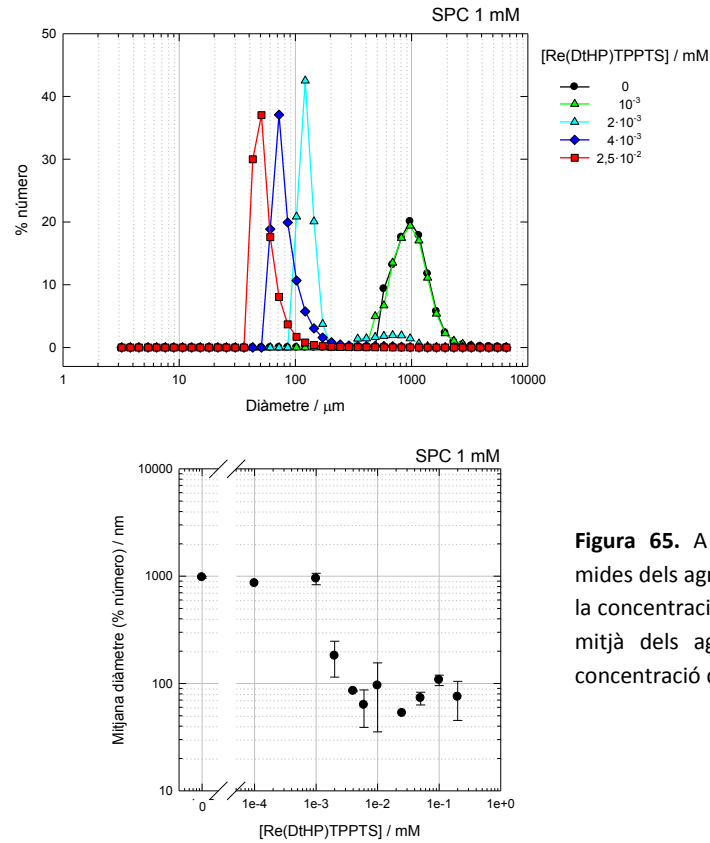 SPC 1 mM
50
40
30
20
10
0
% número
1
10
100
1000
10000
Diàmetre / μm
[Re(DtHP)TPPTS] / mM
0
10⁻³
2·10⁻³
4·10⁻³
2,5·10⁻²
SPC 1 mM
10000
1000
100
10
Mitjana diàmetre (% número) / nm
0
1e-4
1e-3
1e-2
1e-1
1e+0
[Re(DtHP)TPPTS] / mM
Figura 65. A
mides dels agr
la concentraci
mitjà dels ag
concentració